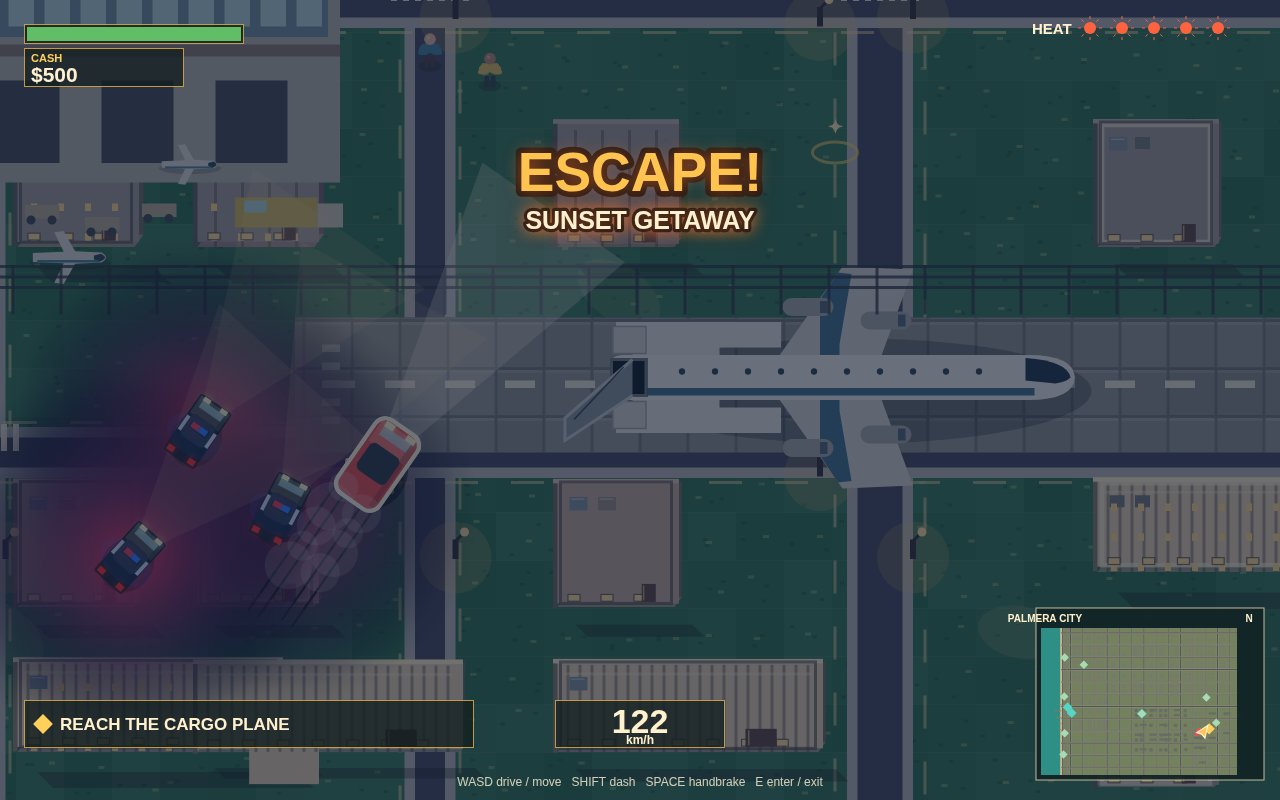 CASH
$500
HEAT
ESCAPE!
SUNSET GETAWAY
PALMERA CITY
N
REACH THE CARGO PLANE
122
km/h
WASD drive / move SHIFT dash SPACE handbrake E enter / exit